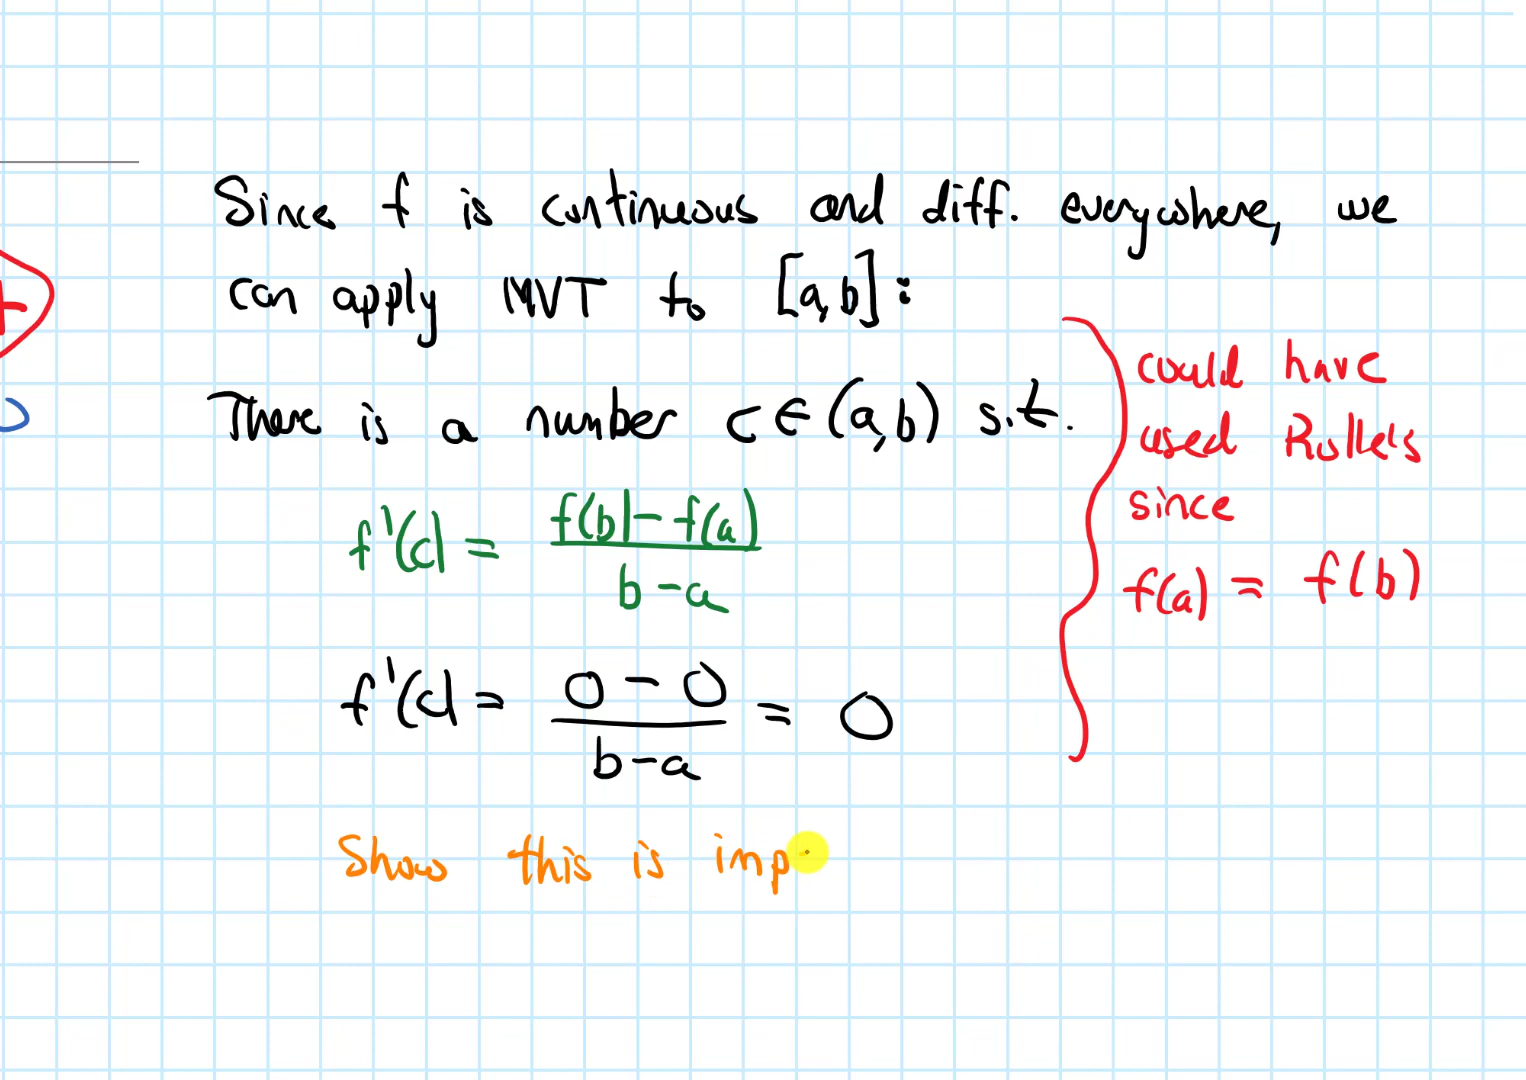 Since f is continuous and diff. everywhere, we
can apply MVT to [a,b]:
There is a number c∈(a,b) s.t.
f'(c) = f(b)-f(a) / b-a
f'(c) = 0-0 / b-a = 0
Show this is imp
could have
used Rolle's
since
f(a) = f(b)